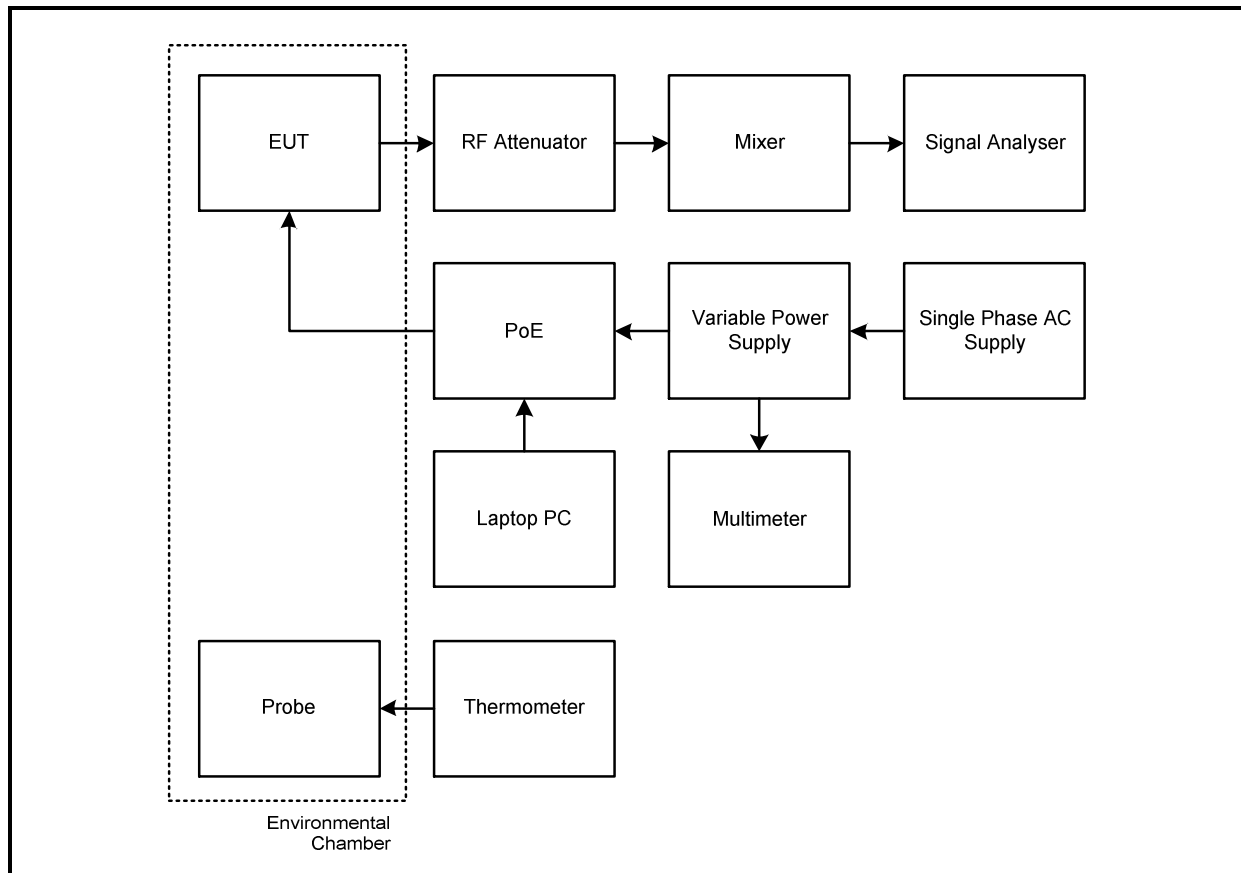 EUT
RF Attenuator
Mixer
Signal Analyser
PoE
Variable Power
Supply
Single Phase AC
Supply
Laptop PC
Multimeter
Probe
Thermometer
Environmental
Chamber